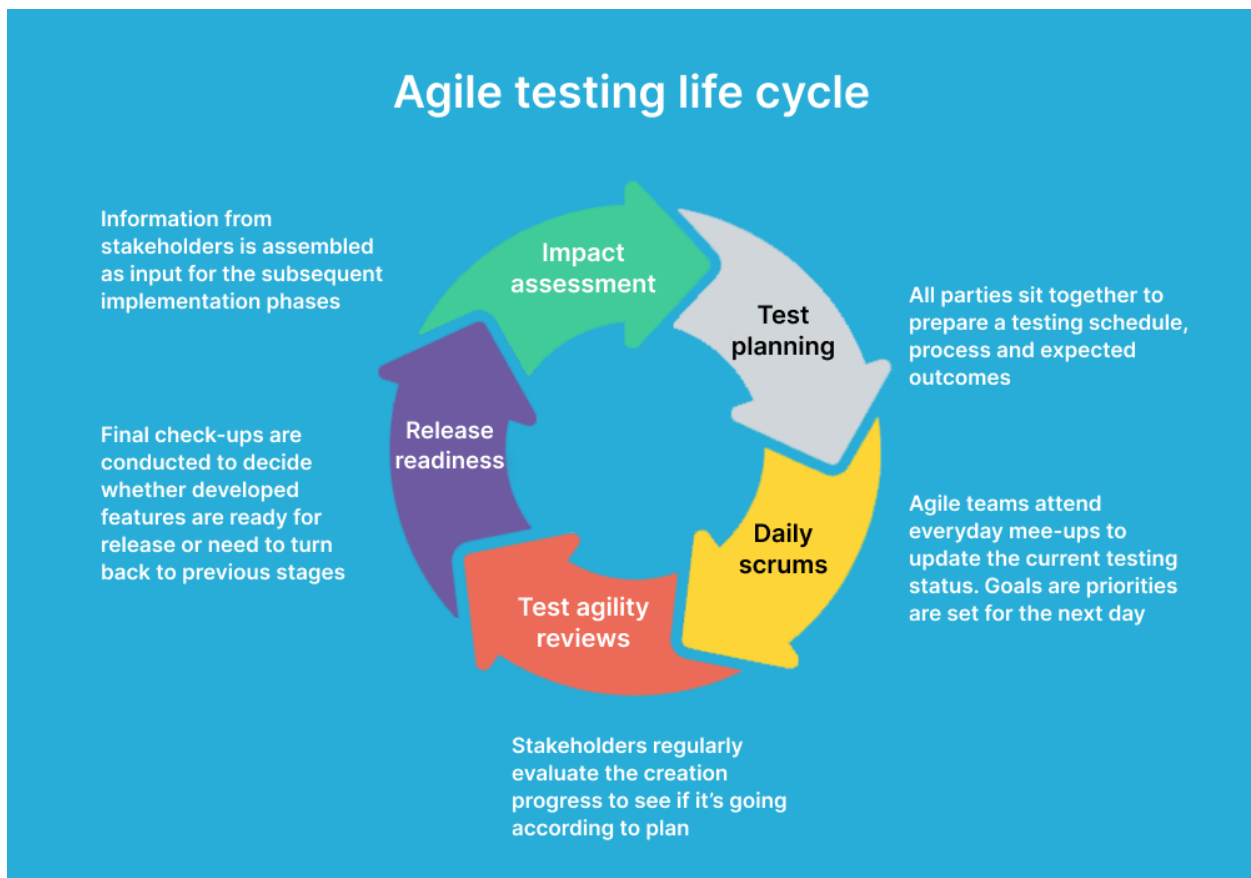 Agile testing life cycle
Information from
stakeholders is assembled
as input for the subsequent
implementation phases
Impact
assessment
Test
planning
All parties sit together to
prepare a testing schedule,
process and expected
outcomes
Release
readiness
Final check-ups are
conducted to decide
whether developed
features are ready for
release or need to turn
back to previous stages
Daily
scrums
Agile teams attend
everyday mee-ups to
update the current testing
status. Goals are priorities
are set for the next day
Test agility
reviews
Stakeholders regularly
evaluate the creation
progress to see if it’s going
according to plan